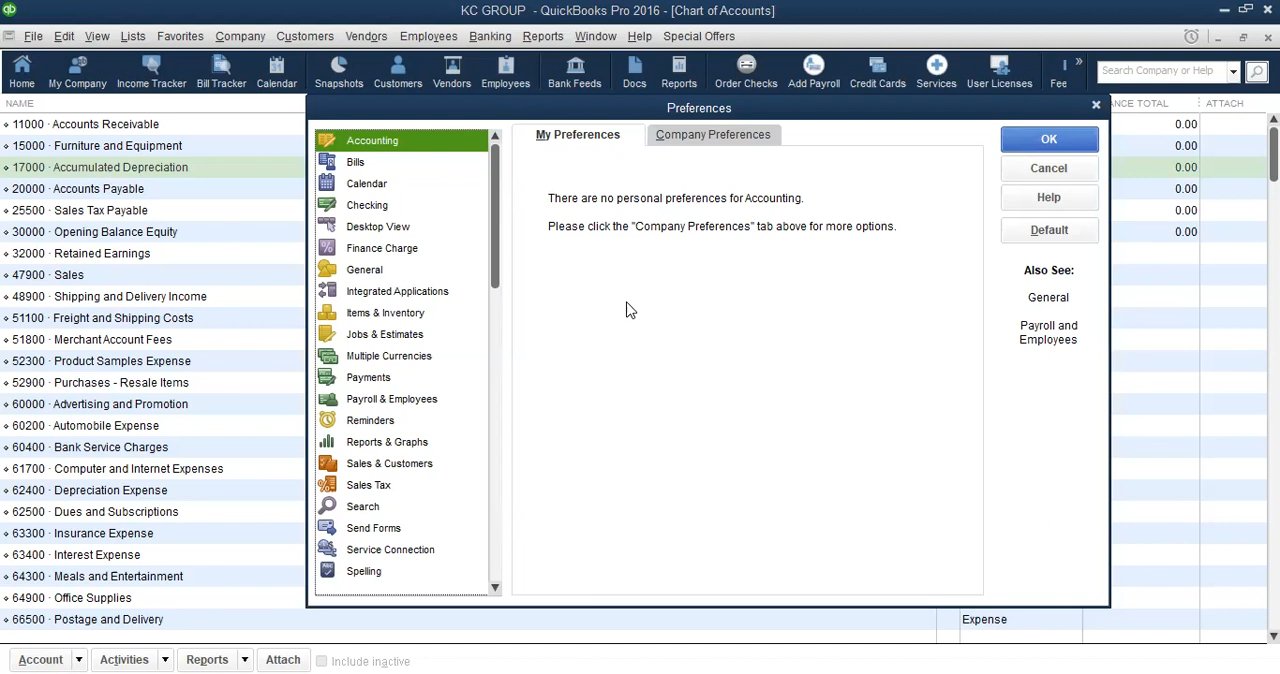 qb KC GROUP - QuickBooks Pro 2016 - [Chart of Accounts]
File Edit View Lists Favorites Company Customers Vendors Employees Banking Reports Window Help Special Offers
Home My Company Income Tracker Bill Tracker Calendar Snapshots Customers Vendors Employees Bank Feeds Docs Reports Order Checks Add Payroll Credit Cards Services User Licenses Fee » Search Company or Help
NAME ANCE TOTAL ATTACH
11000 · Accounts Receivable 0.00
15000 · Furniture and Equipment 0.00
17000 · Accumulated Depreciation 0.00
20000 · Accounts Payable 0.00
25500 · Sales Tax Payable 0.00
30000 · Opening Balance Equity 0.00
32000 · Retained Earnings
47900 · Sales
48900 · Shipping and Delivery Income
51100 · Freight and Shipping Costs
51800 · Merchant Account Fees
52300 · Product Samples Expense
52900 · Purchases - Resale Items
60000 · Advertising and Promotion
60200 · Automobile Expense
60400 · Bank Service Charges
61700 · Computer and Internet Expenses
62400 · Depreciation Expense
62500 · Dues and Subscriptions
63300 · Insurance Expense
63400 · Interest Expense
64300 · Meals and Entertainment
64900 · Office Supplies
66500 · Postage and Delivery Expense
Preferences
Accounting
Bills
Calendar
Checking
Desktop View
Finance Charge
General
Integrated Applications
Items & Inventory
Jobs & Estimates
Multiple Currencies
Payments
Payroll & Employees
Reminders
Reports & Graphs
Sales & Customers
Sales Tax
Search
Send Forms
Service Connection
Spelling
My Preferences Company Preferences
There are no personal preferences for Accounting.
Please click the "Company Preferences" tab above for more options.
OK
Cancel
Help
Default
Also See:
General
Payroll and
Employees
Account Activities Reports Attach Include inactive